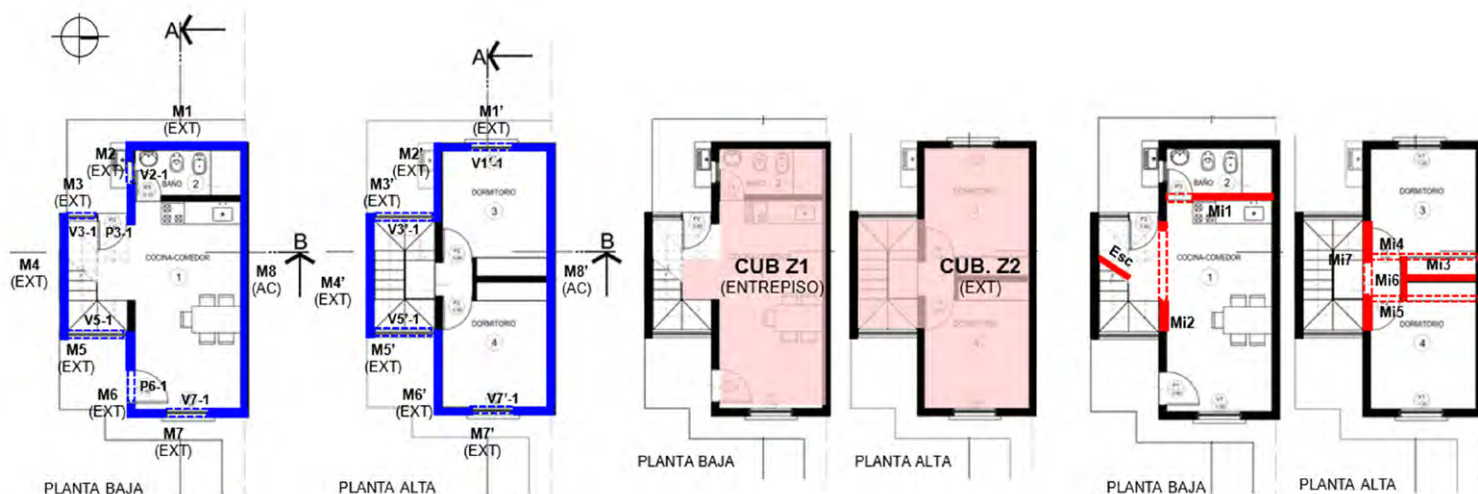 A
M1
(EXT)
M2
(EXT)
V2-1
BAÑO 2
M3
(EXT)
V3-1
P3-1
M4
(EXT)
COCINA-COMEDOR
1
M8
(AC)
B
V5-1
M5
(EXT)
M6
(EXT)
P6-1
V7-1
M7
(EXT)
PLANTA BAJA
A
M1'
(EXT)
M2'
(EXT)
V1'-1
DORMITORIO
3
M3'
(EXT)
V3'-1
M4'
(EXT)
M8'
(AC)
B
V5'-1
DORMITORIO
4
M5'
(EXT)
M6'
(EXT)
V7'-1
M7'
(EXT)
PLANTA ALTA
BAÑO 2
CUB Z1
(ENTREPISO)
PLANTA BAJA
CUB. Z2
(EXT)
PLANTA ALTA
BAÑO 2
Mi1
Esc
COCINA-COMEDOR
1
Mi2
PLANTA BAJA
DORMITORIO
3
Mi4
Mi7
Mi3
Mi6
Mi5
DORMITORIO
4
PLANTA ALTA